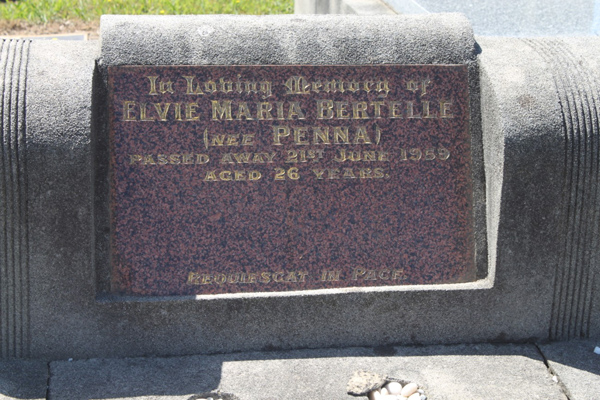 In Loving Memory of
ELVIE MARIA BERTELLE
(NEE PENNA)
PASSED AWAY 21ST JUNE 1959
AGED 26 YEARS.
REQUIESCAT IN PACE